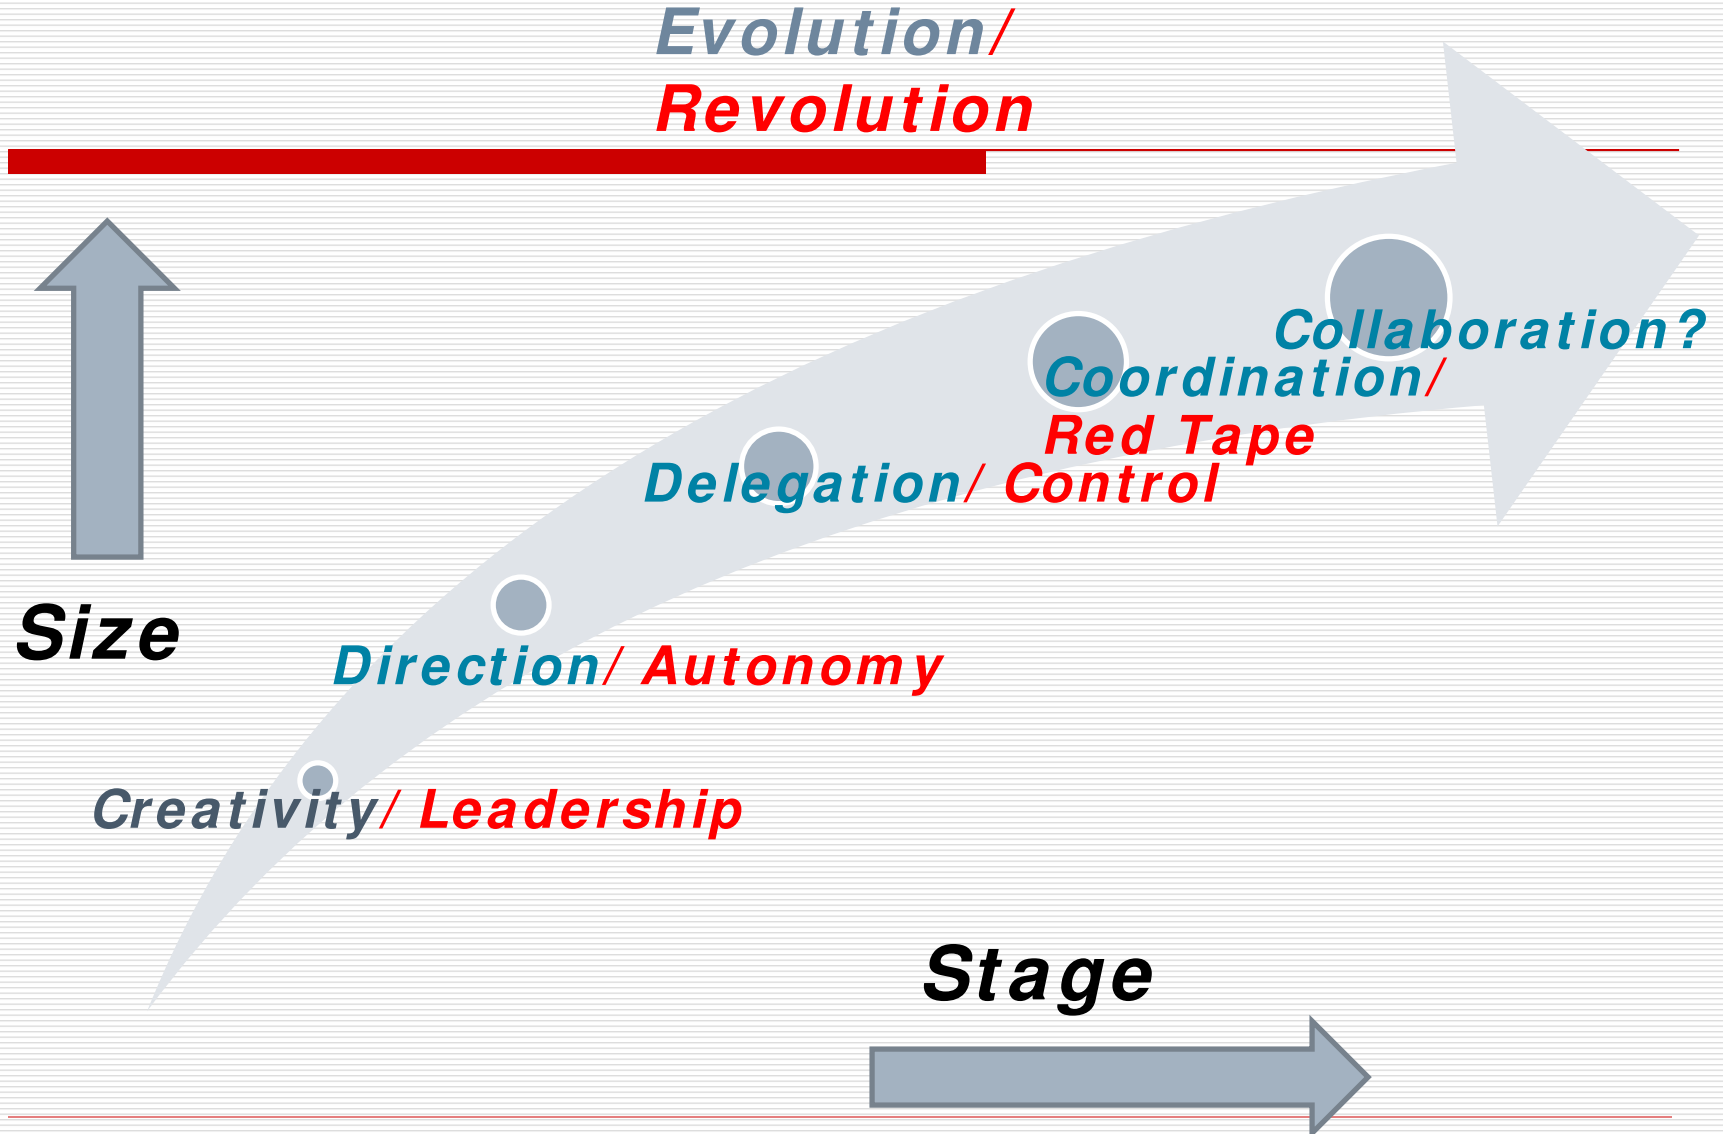 Evolution/
Revolution
Collaboration?
Coordination/
Red Tape
Delegation/ Control
Size
Direction/ Autonomy
Creativity/ Leadership
Stage